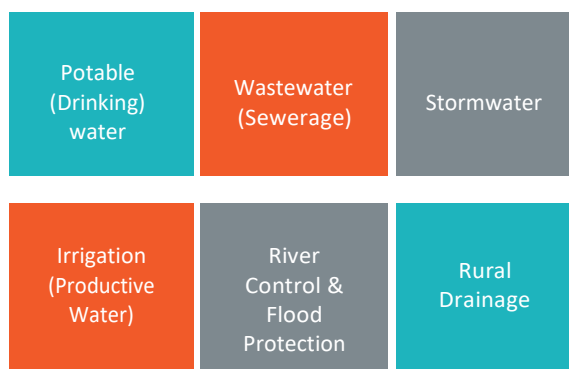 Potable
(Drinking)
water
Wastewater
(Sewerage)
Stormwater
Irrigation
(Productive
Water)
River
Control &
Flood
Protection
Rural
Drainage